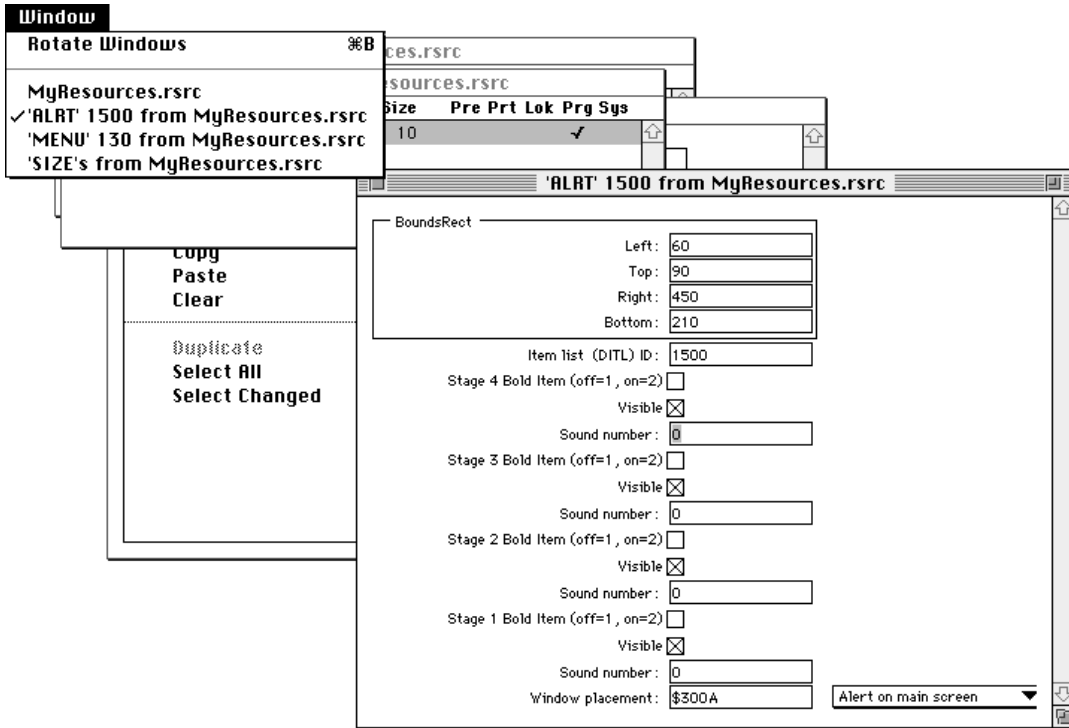 Window
Rotate Windows ⌘B
MyResources.rsrc
✓'ALRT' 1500 from MyResources.rsrc
'MENU' 130 from MyResources.rsrc
'SIZE's from MyResources.rsrc
ces.rsrc
sources.rsrc
Size Pre Prt Lok Prg Sys
10 ✓
Copy
Paste
Clear
Duplicate
Select All
Select Changed
'ALRT' 1500 from MyResources.rsrc
BoundsRect
Left: 60
Top: 90
Right: 450
Bottom: 210
Item list (DITL) ID: 1500
Stage 4 Bold Item (off=1, on=2)
Visible
Sound number: 0
Stage 3 Bold Item (off=1, on=2)
Visible
Sound number: 0
Stage 2 Bold Item (off=1, on=2)
Visible
Sound number: 0
Stage 1 Bold Item (off=1, on=2)
Visible
Sound number: 0
Window placement: $300A Alert on main screen